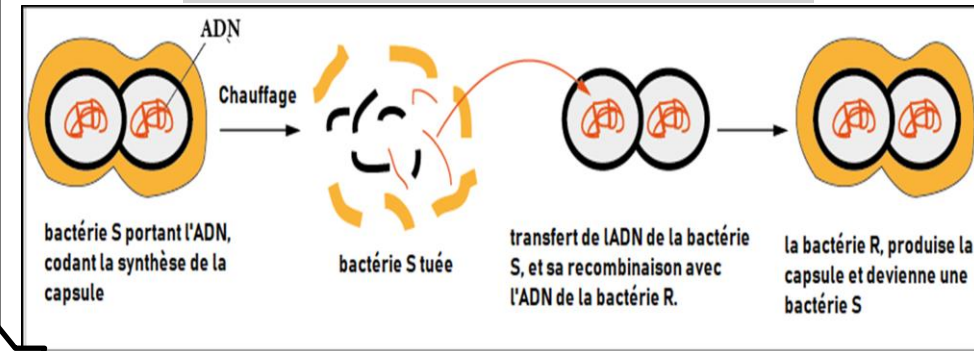 ADN
Chauffage
bactérie S portant l'ADN,
codant la synthèse de la
capsule
bactérie S tuée
transfert de lADN de la bactérie
S, et sa recombinaison avec
l'ADN de la bactérie R.
la bactérie R, produise la
capsule et devienne une
bactérie S